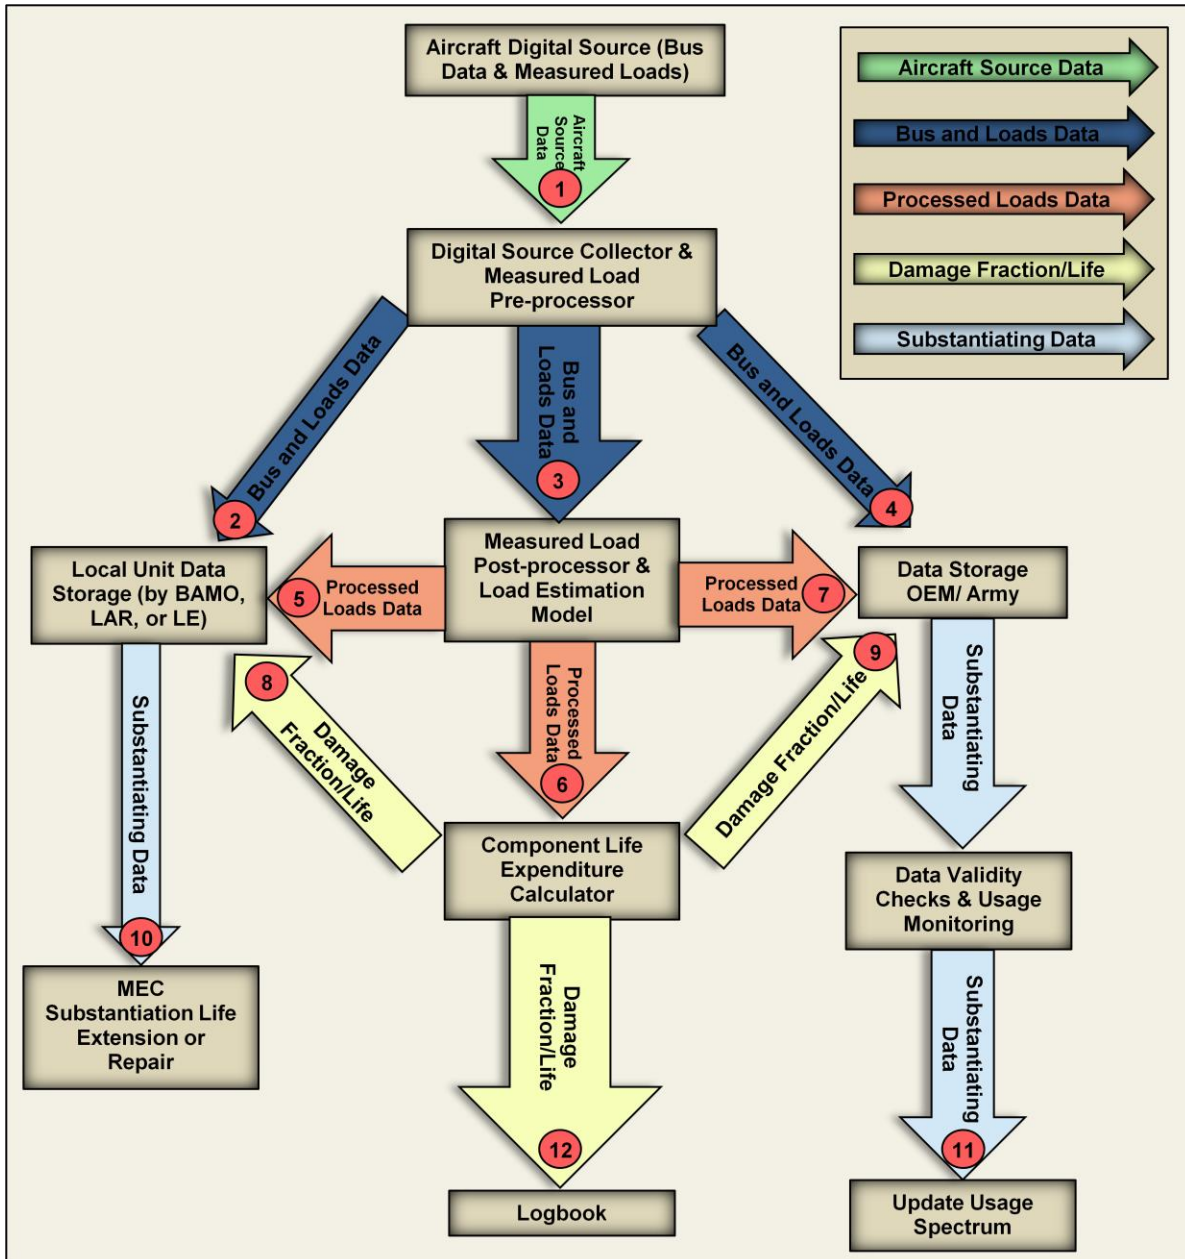 Aircraft Digital Source (Bus
Data & Measured Loads)
Aircraft Source Data
Bus and Loads Data
Processed Loads Data
Damage Fraction/Life
Substantiating Data
Aircraft
Source
Data
1
Digital Source Collector &
Measured Load
Pre-processor
Bus and Loads Data
2
Bus and
Loads Data
3
Bus and Loads Data
4
Local Unit Data
Storage (by BAMO,
LAR, or LE)
Processed
Loads Data
5
Measured Load
Post-processor &
Load Estimation
Model
Processed
Loads Data
7
Data Storage
OEM/ Army
Processed
Loads Data
6
Damage
Fraction/Life
8
Damage Fraction/Life
9
Substantiating Data
10
Substantiating
Data
Component Life
Expenditure
Calculator
Data Validity
Checks & Usage
Monitoring
MEC
Substantiation Life
Extension or
Repair
Damage
Fraction/Life
12
Substantiating
Data
11
Logbook
Update Usage
Spectrum